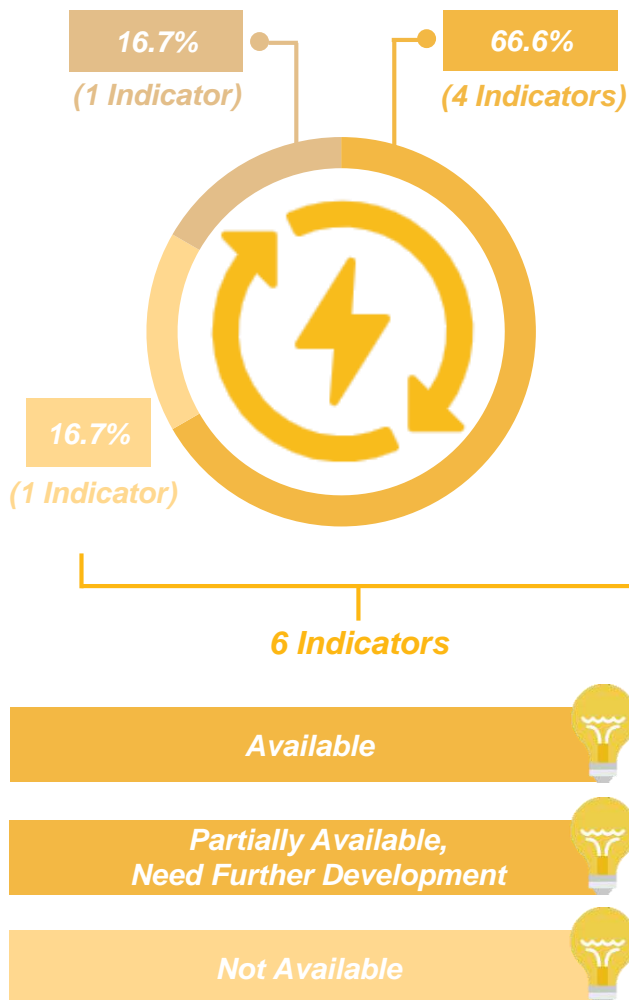 16.7%
(1 Indicator)
66.6%
(4 Indicators)
16.7%
(1 Indicator)
6 Indicators
Available
Partially Available,
Need Further Development
Not Available